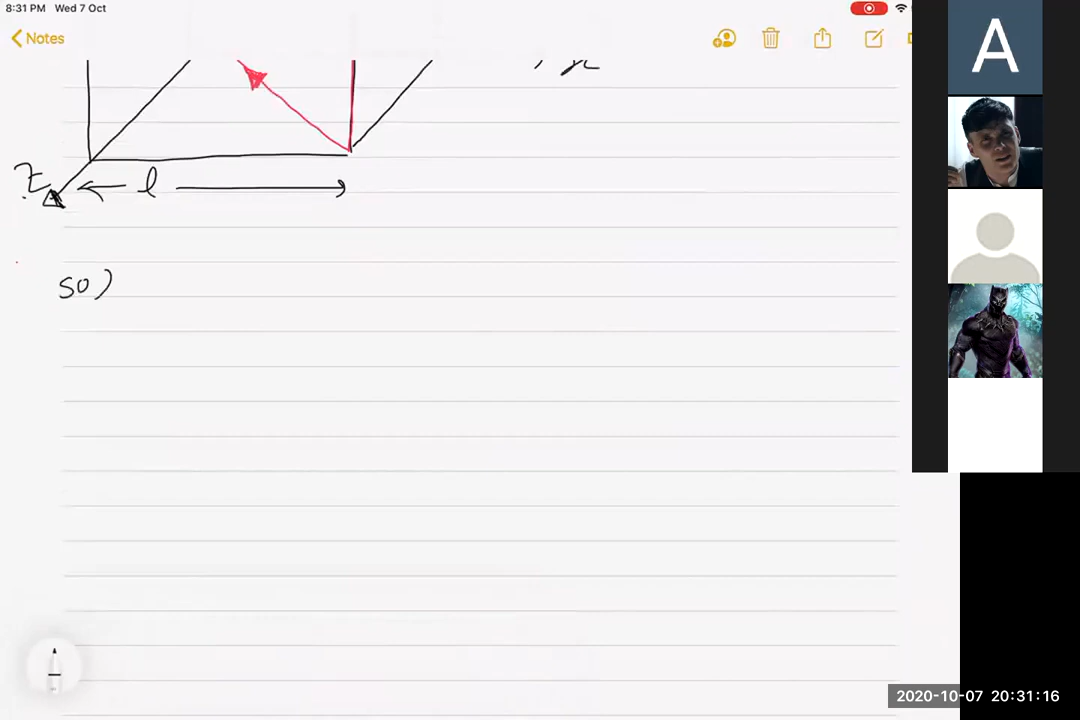 8:31 PM Wed 7 Oct
Notes
A
x
z
l
so)
2020-10-07 20:31:16